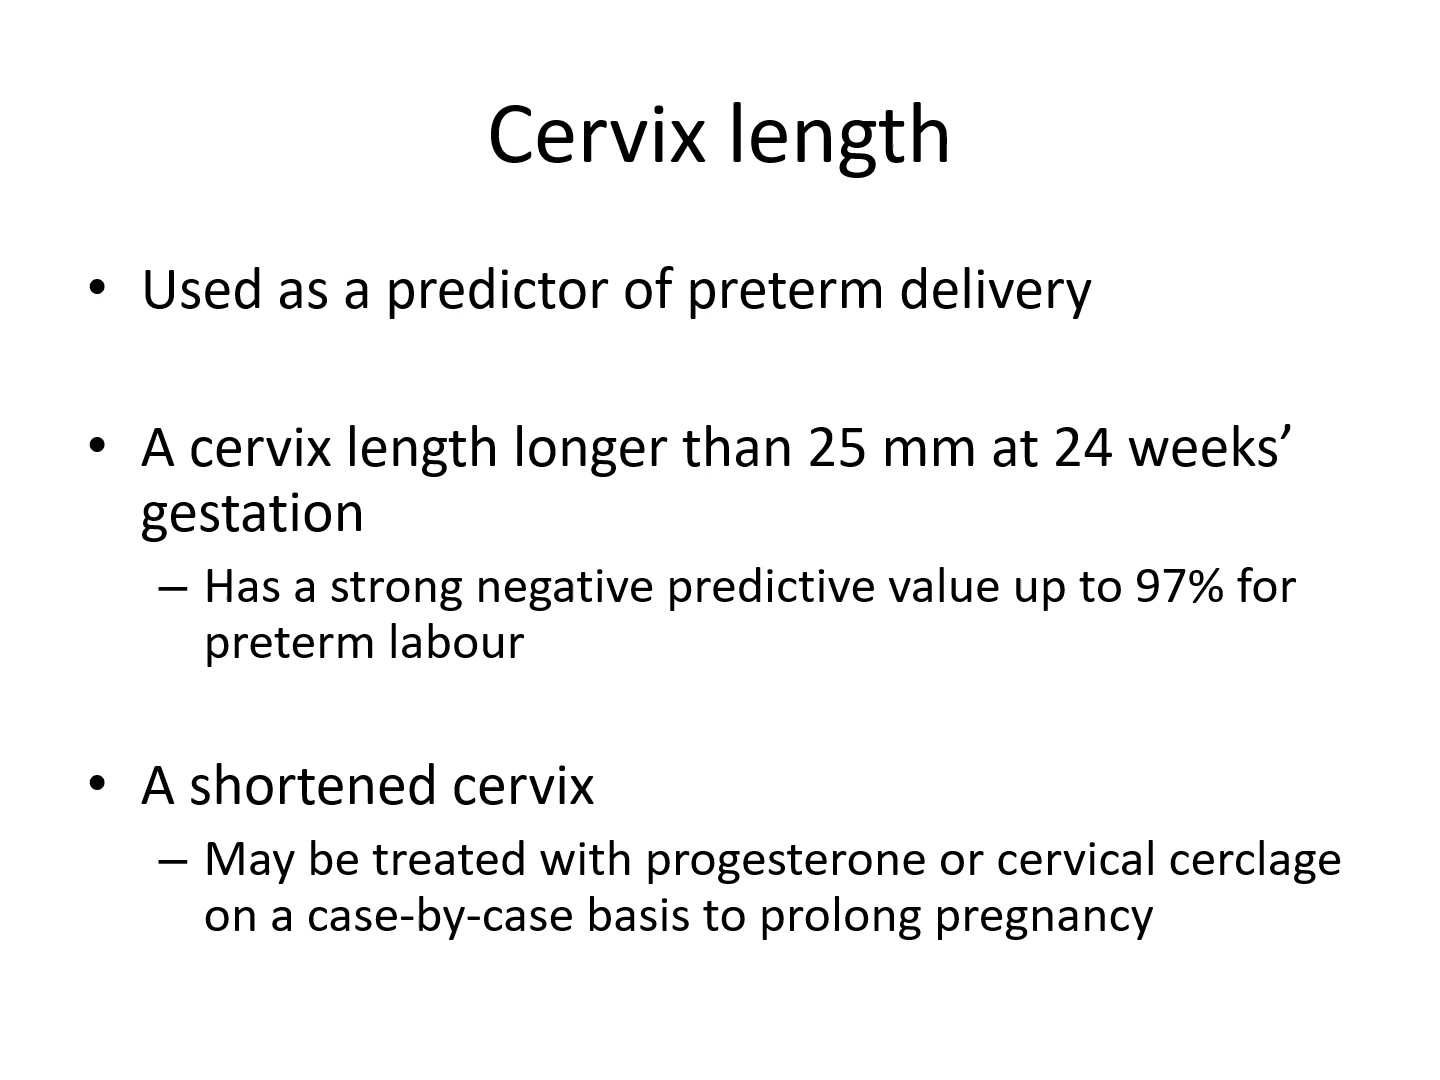 Cervix length
• Used as a predictor of preterm delivery
• A cervix length longer than 25 mm at 24 weeks’
gestation
– Has a strong negative predictive value up to 97% for
preterm labour
• A shortened cervix
– May be treated with progesterone or cervical cerclage
on a case-by-case basis to prolong pregnancy